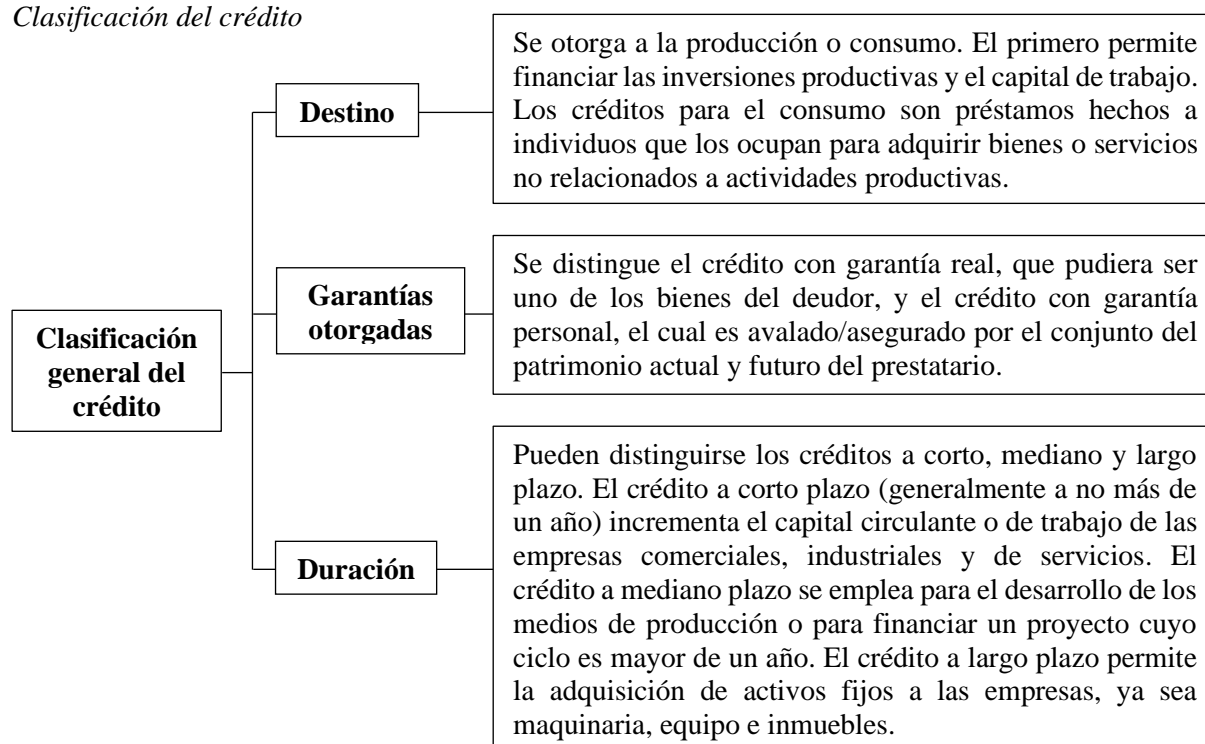 Clasificación del crédito
Clasificación
general del
crédito
Destino
Se otorga a la producción o consumo. El primero permite
financiar las inversiones productivas y el capital de trabajo.
Los créditos para el consumo son préstamos hechos a
individuos que los ocupan para adquirir bienes o servicios
no relacionados a actividades productivas.
Garantías
otorgadas
Se distingue el crédito con garantía real, que pudiera ser
uno de los bienes del deudor, y el crédito con garantía
personal, el cual es avalado/asegurado por el conjunto del
patrimonio actual y futuro del prestatario.
Duración
Pueden distinguirse los créditos a corto, mediano y largo
plazo. El crédito a corto plazo (generalmente a no más de
un año) incrementa el capital circulante o de trabajo de las
empresas comerciales, industriales y de servicios. El
crédito a mediano plazo se emplea para el desarrollo de los
medios de producción o para financiar un proyecto cuyo
ciclo es mayor de un año. El crédito a largo plazo permite
la adquisición de activos fijos a las empresas, ya sea
maquinaria, equipo e inmuebles.